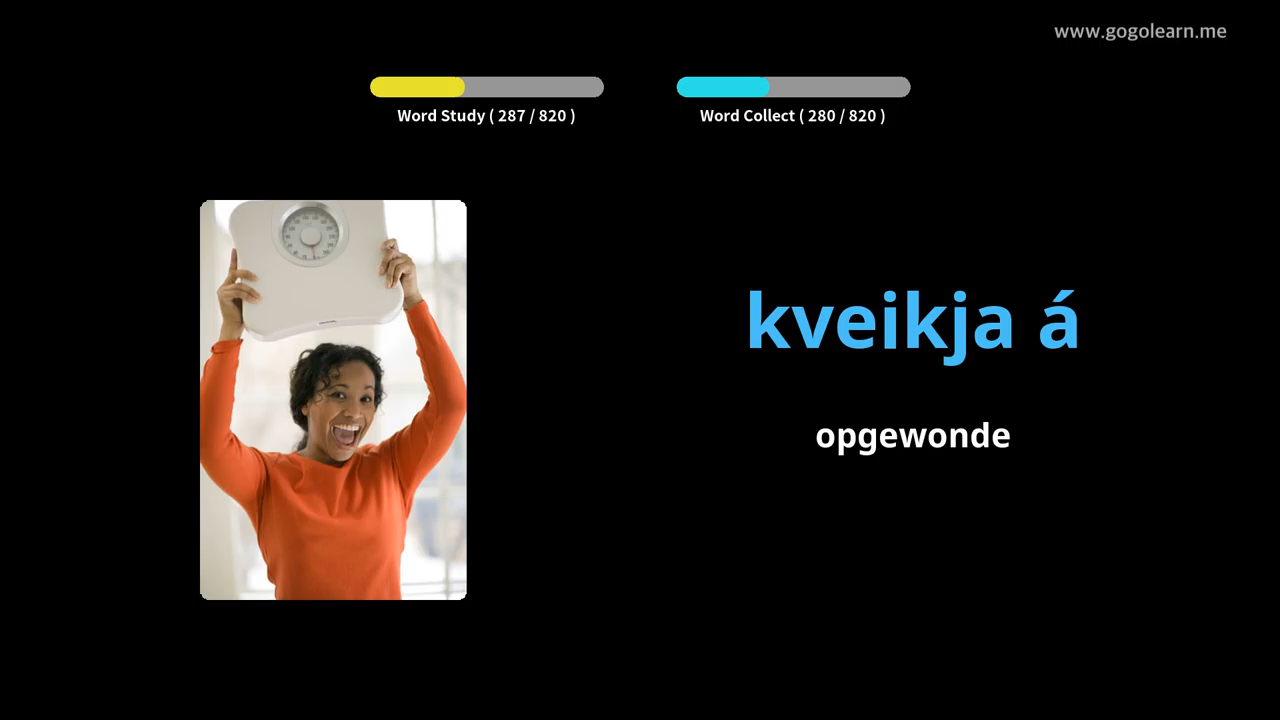 www.gogolearn.me
Word Study ( 287 / 820 )
Word Collect ( 280 / 820 )
kveikja á
opgewonde